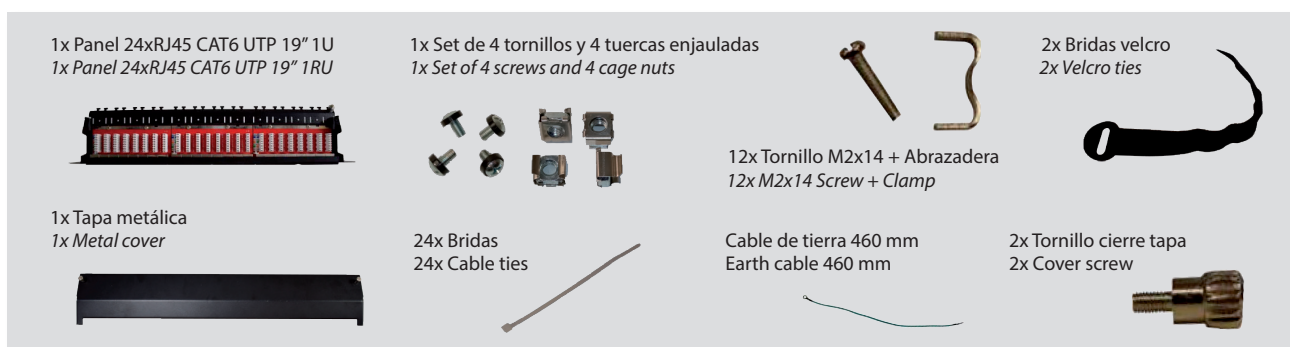 1x Panel 24xRJ45 CAT6 UTP 19” 1U
1x Panel 24xRJ45 CAT6 UTP 19” 1RU
1x Set de 4 tornillos y 4 tuercas enjauladas
1x Set of 4 screws and 4 cage nuts
12x Tornillo M2x14 + Abrazadera
12x M2x14 Screw + Clamp
2x Bridas velcro
2x Velcro ties
1x Tapa metálica
1x Metal cover
24x Bridas
24x Cable ties
Cable de tierra 460 mm
Earth cable 460 mm
2x Tornillo cierre tapa
2x Cover screw